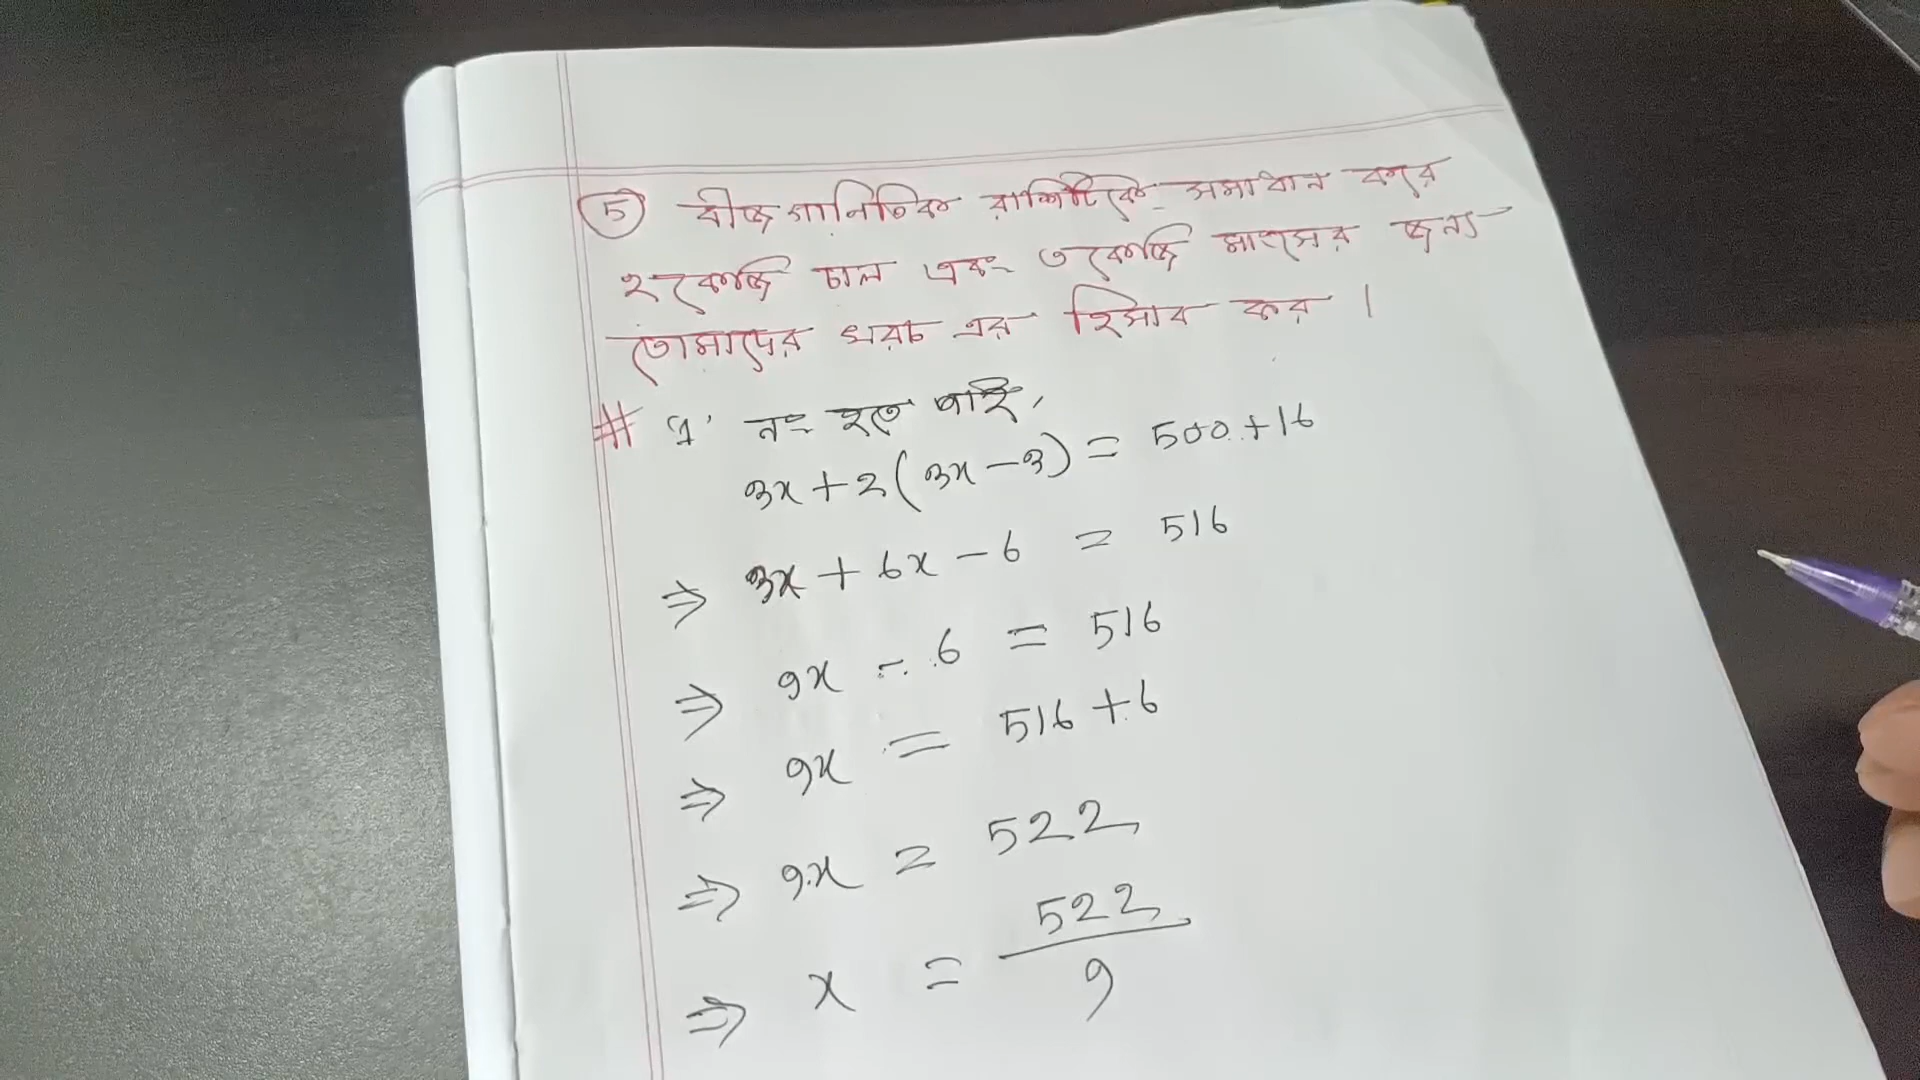 5 বীজগানিতিক রাশিটিকে সমাধান করে
২কেজি চাল এবং ৩কেজি মাংসের জন্য
তোমাদের খরচ এর হিসাব কর ।
# '1' নং হতে পাই,
3x + 2(3x - 3) = 500 + 16
⇒ 3x + 6x - 6 = 516
⇒ 9x - 6 = 516
⇒ 9x = 516 + 6
⇒ 9x = 522
⇒ x = 522/9